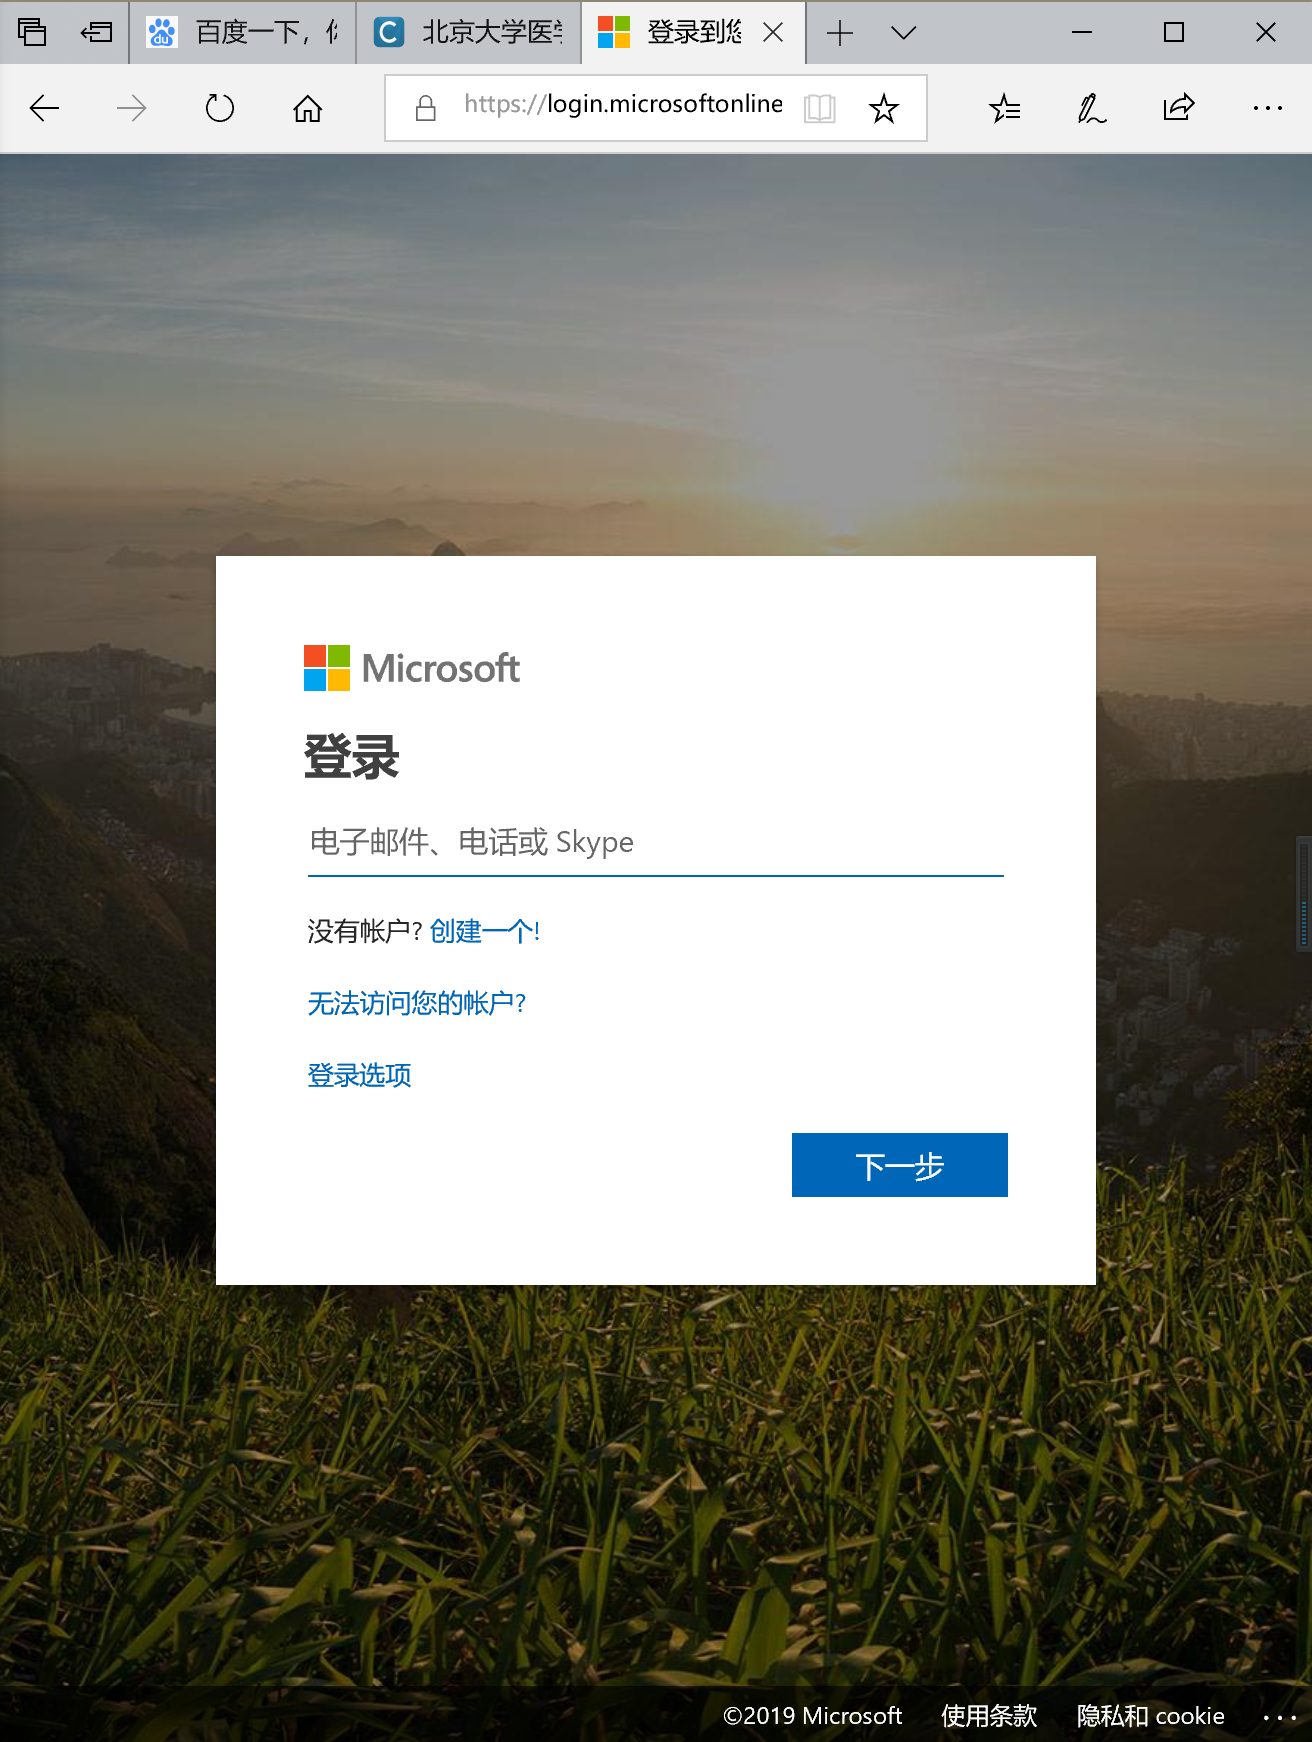 百度一下，
北京大学医
登录到您
https://login.microsoftonline
Microsoft
登录
电子邮件、电话或 Skype
没有帐户? 创建一个!
无法访问您的帐户?
登录选项
下一步
©2019 Microsoft 使用条款 隐私和 cookie